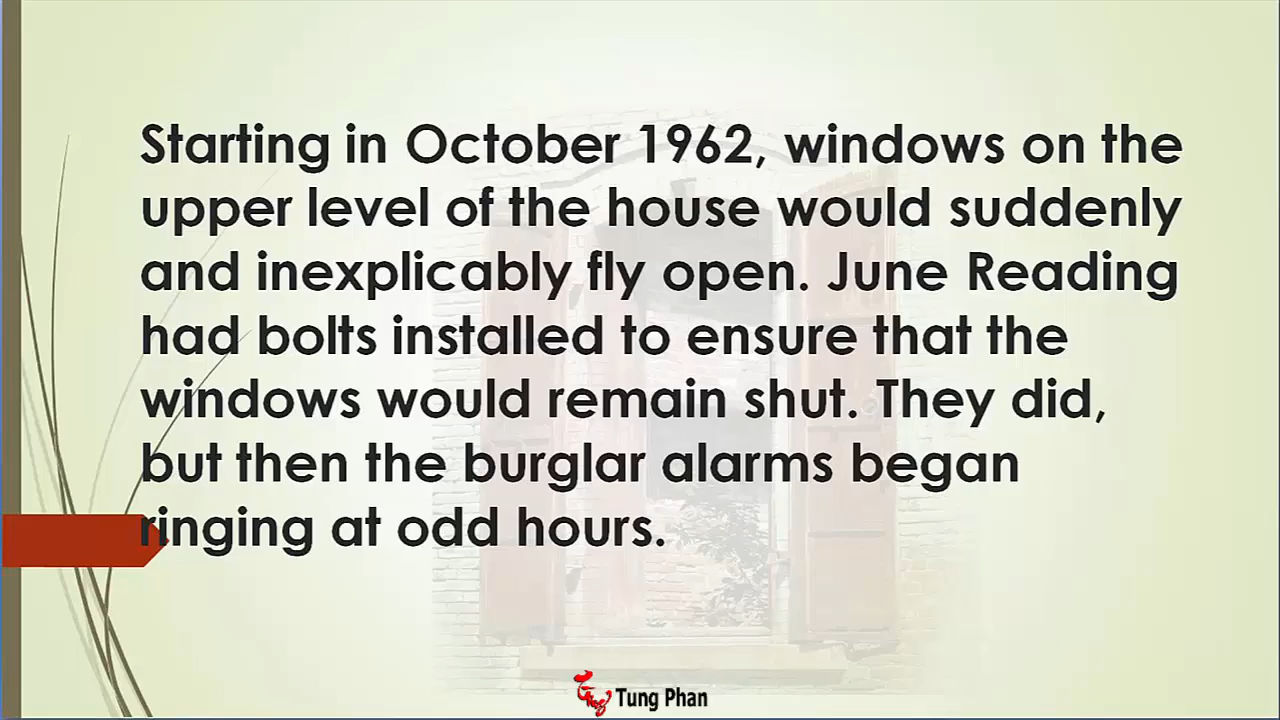 Starting in October 1962, windows on the
upper level of the house would suddenly
and inexplicably fly open. June Reading
had bolts installed to ensure that the
windows would remain shut. They did,
but then the burglar alarms began
ringing at odd hours.
Tung Phan